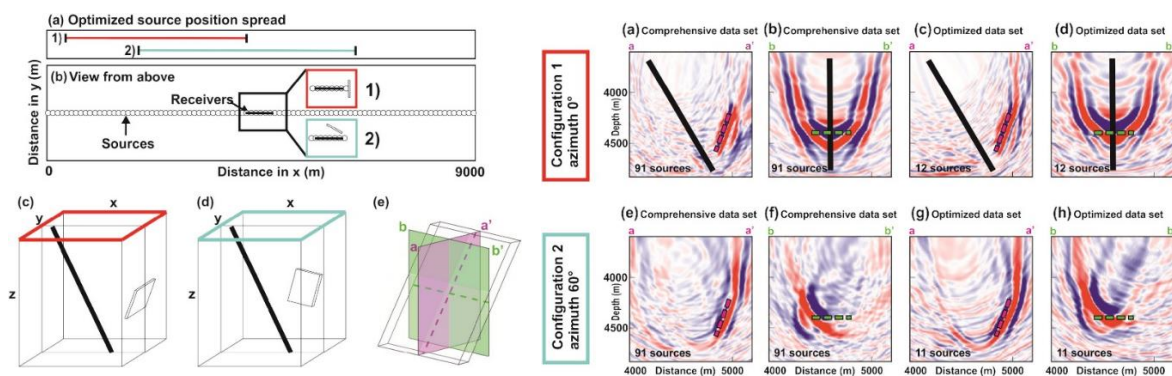 (a) Optimized source position spread
1)
2)
(b) View from above
Receivers
1)
2)
Sources
Distance in y (m)
0
Distance in x (m)
9000
(c)
x
y
z
(d)
x
y
z
(e)
b
a
a'
b'
Configuration 1
azimuth 0°
(a) Comprehensive data set
a
a'
4000
4500
Depth (m)
91 sources
(b) Comprehensive data set
b
b'
91 sources
(c) Optimized data set
a
a'
12 sources
(d) Optimized data set
b
b'
12 sources
Configuration 2
azimuth 60°
(e) Comprehensive data set
a
a'
4000
4500
Depth (m)
91 sources
4000
Distance (m)
5000
(f) Comprehensive data set
b
b'
91 sources
4000
Distance (m)
5000
(g) Optimized data set
a
a'
11 sources
4000
Distance (m)
5000
(h) Optimized data set
b
b'
11 sources
4000
Distance (m)
5000